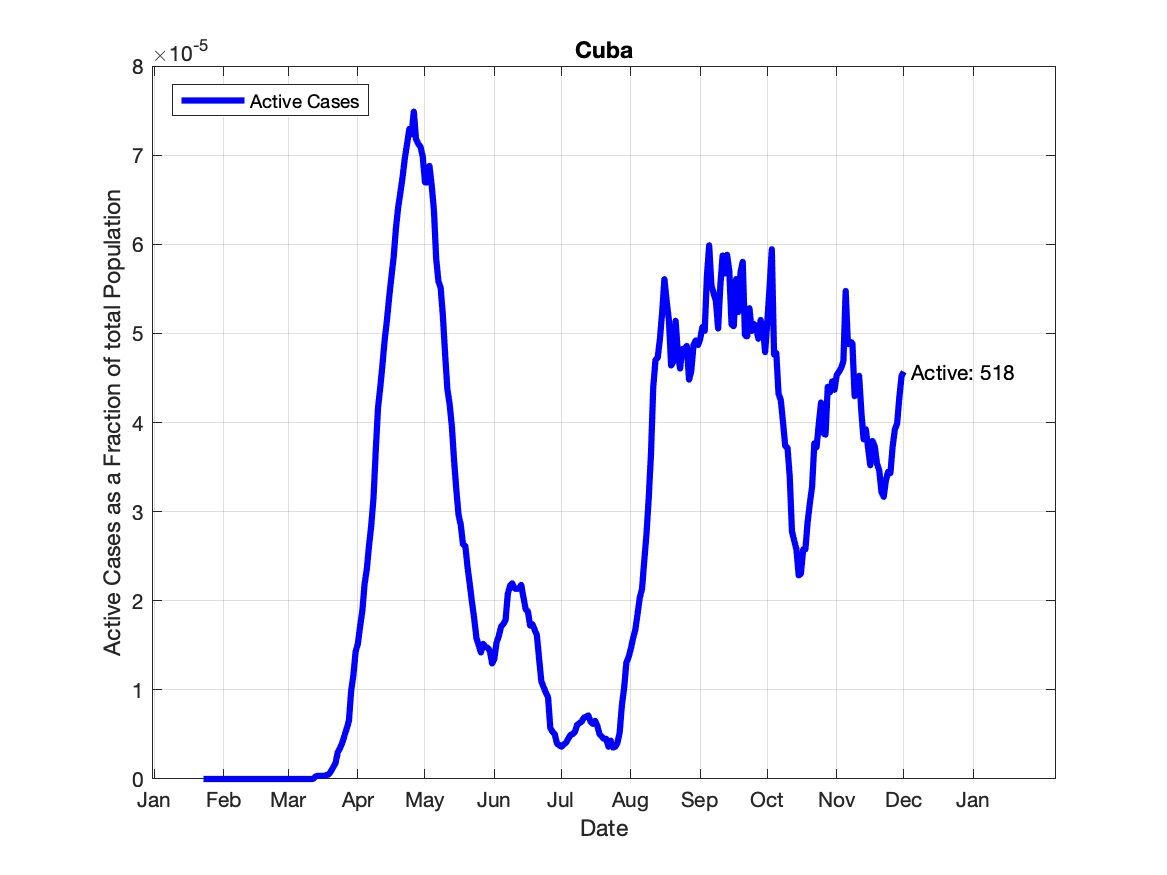 Cuba
×10-5
8
7
6
5
4
3
2
1
0
Active Cases
Active Cases as a Fraction of total Population
Active: 518
Jan Feb Mar Apr May Jun Jul Aug Sep Oct Nov Dec Jan
Date